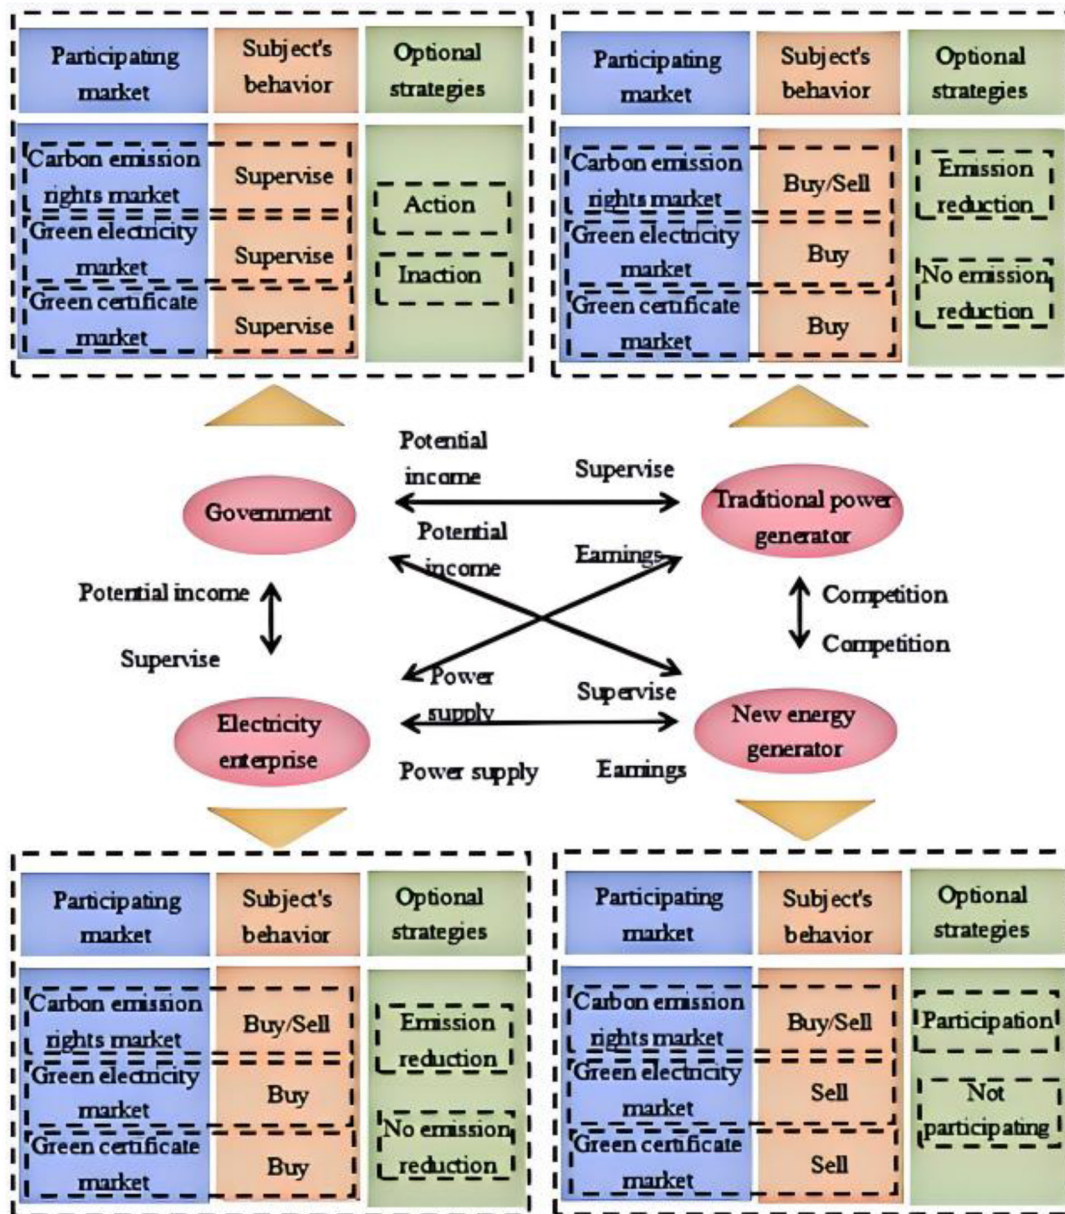 Participating
market
Subject's
behavior
Optional
strategies
Carbon emission
rights market
Supervise
Green electricity
market
Supervise
Green certificate
market
Supervise
Action
Inaction
Participating
market
Subject's
behavior
Optional
strategies
Carbon emission
rights market
Buy/Sell
Green electricity
market
Buy
Green certificate
market
Buy
Emission
reduction
No emission
reduction
Potential
income
Supervise
Government
Traditional power
generator
Potential
income
Earnings
Potential income
Supervise
Competition
Competition
Power
supply
Supervise
Electricity
enterprise
New energy
generator
Power supply
Earnings
Participating
market
Subject's
behavior
Optional
strategies
Carbon emission
rights market
Buy/Sell
Green electricity
market
Buy
Green certificate
market
Buy
Emission
reduction
No emission
reduction
Participating
market
Subject's
behavior
Optional
strategies
Carbon emission
rights market
Buy/Sell
Green electricity
market
Sell
Green certificate
market
Sell
Participation
Not
participating